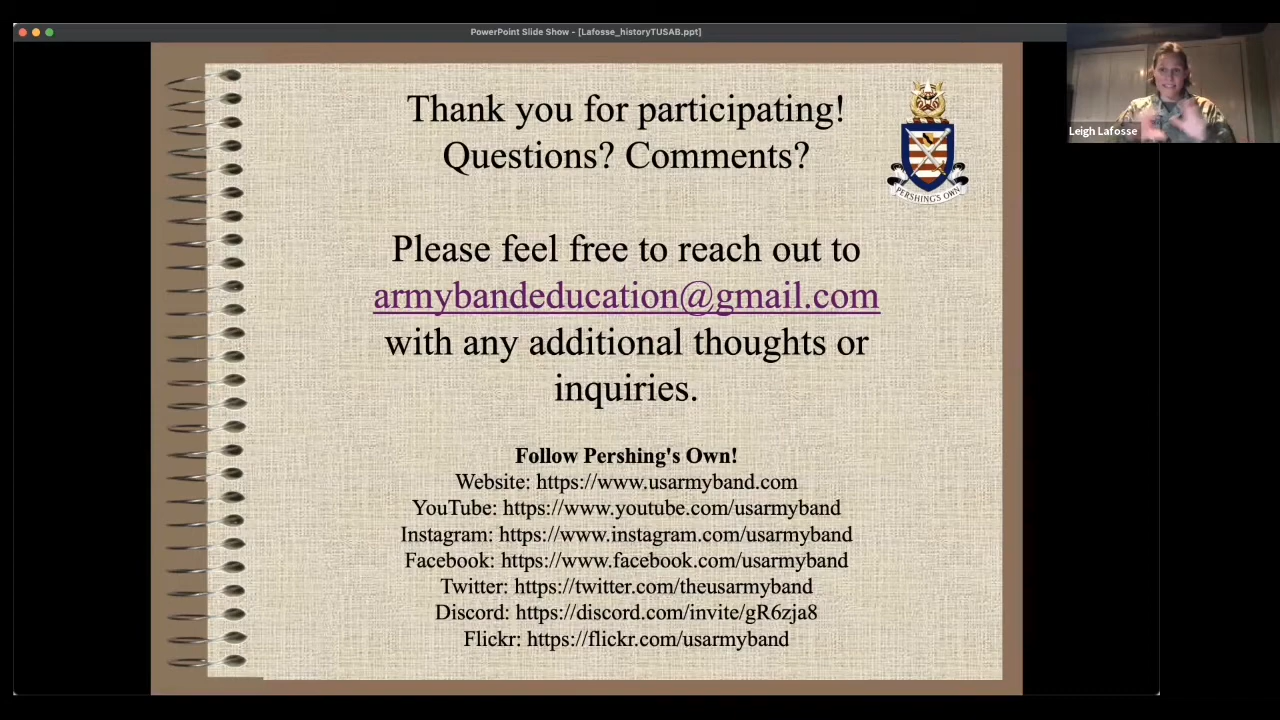 PowerPoint Slide Show - [Lafosse_historyTUSAB.ppt]
Leigh Lafosse
Thank you for participating!
Questions? Comments?
PERSHING'S OWN
Please feel free to reach out to
armybandeducation@gmail.com
with any additional thoughts or
inquiries.
Follow Pershing's Own!
Website: https://www.usarmyband.com
YouTube: https://www.youtube.com/usarmyband
Instagram: https://www.instagram.com/usarmyband
Facebook: https://www.facebook.com/usarmyband
Twitter: https://twitter.com/theusarmyband
Discord: https://discord.com/invite/gR6zja8
Flickr: https://flickr.com/usarmyband